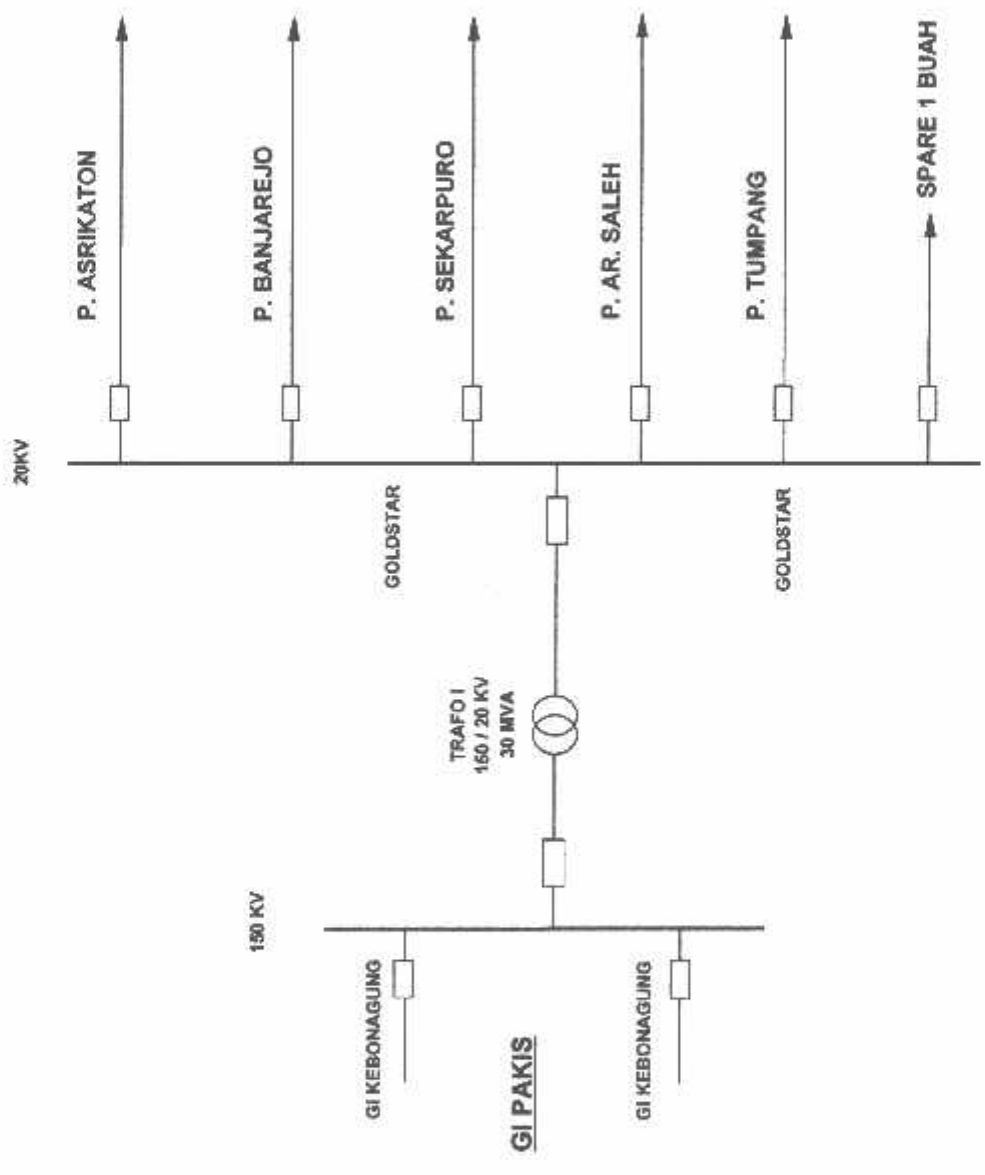 20KV
P. ASRIKATON
150 KV
P. BANJAREJO
GI KEBONAGUNG
GOLDSTAR
P. SEKARPURO
TRAFO I
150 / 20 KV
30 MVA
GI PAKIS
P. AR. SALEH
GI KEBONAGUNG
P. TUMPANG
GOLDSTAR
SPARE 1 BUAH